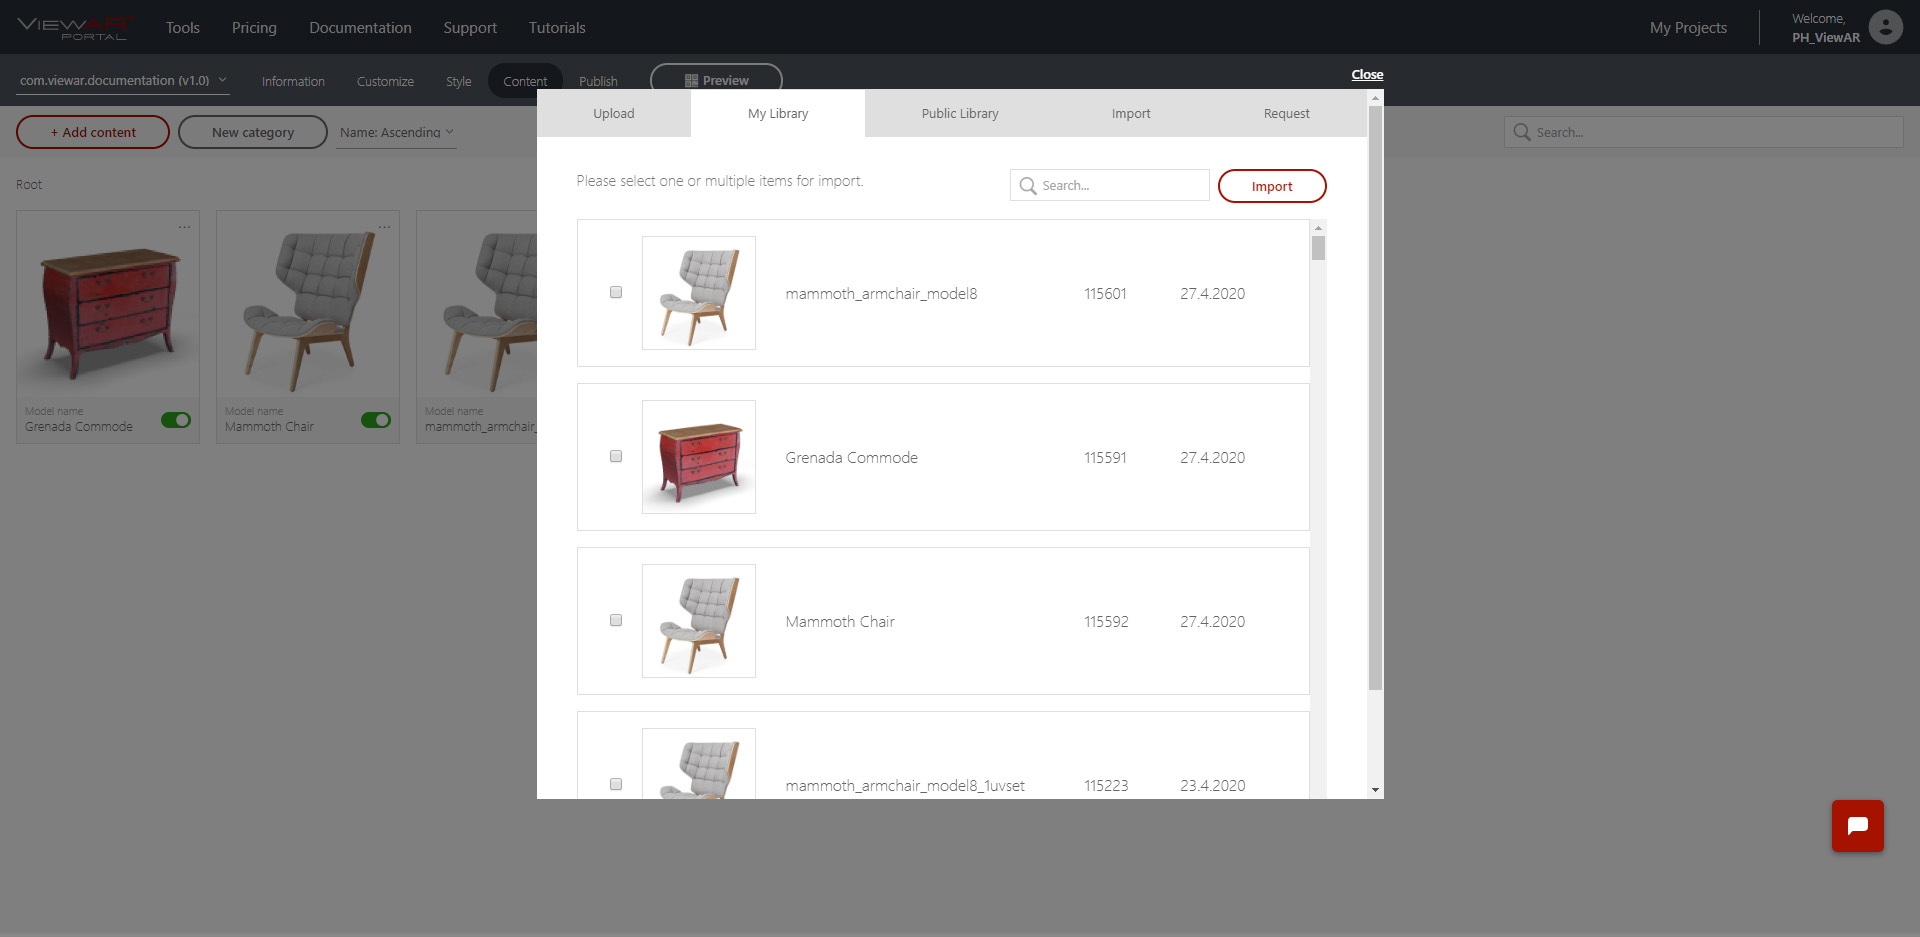 VIEWAR
PORTAL
Tools
Pricing
Documentation
Support
Tutorials
My Projects
Welcome,
PH_ViewAR
com.viewar.documentation (v1.0)
Information
Customize
Style
Content
Publish
Preview
Close
+ Add content
New category
Name: Ascending
Search...
Upload
My Library
Public Library
Import
Request
Root
Please select one or multiple items for import.
Search...
Import
mammoth_armchair_model8
115601
27.4.2020
Grenada Commode
115591
27.4.2020
Mammoth Chair
115592
27.4.2020
mammoth_armchair_model8_1uvset
115223
23.4.2020
...
Model name
Grenada Commode
...
Model name
Mammoth Chair
Model name
mammoth_armchair_